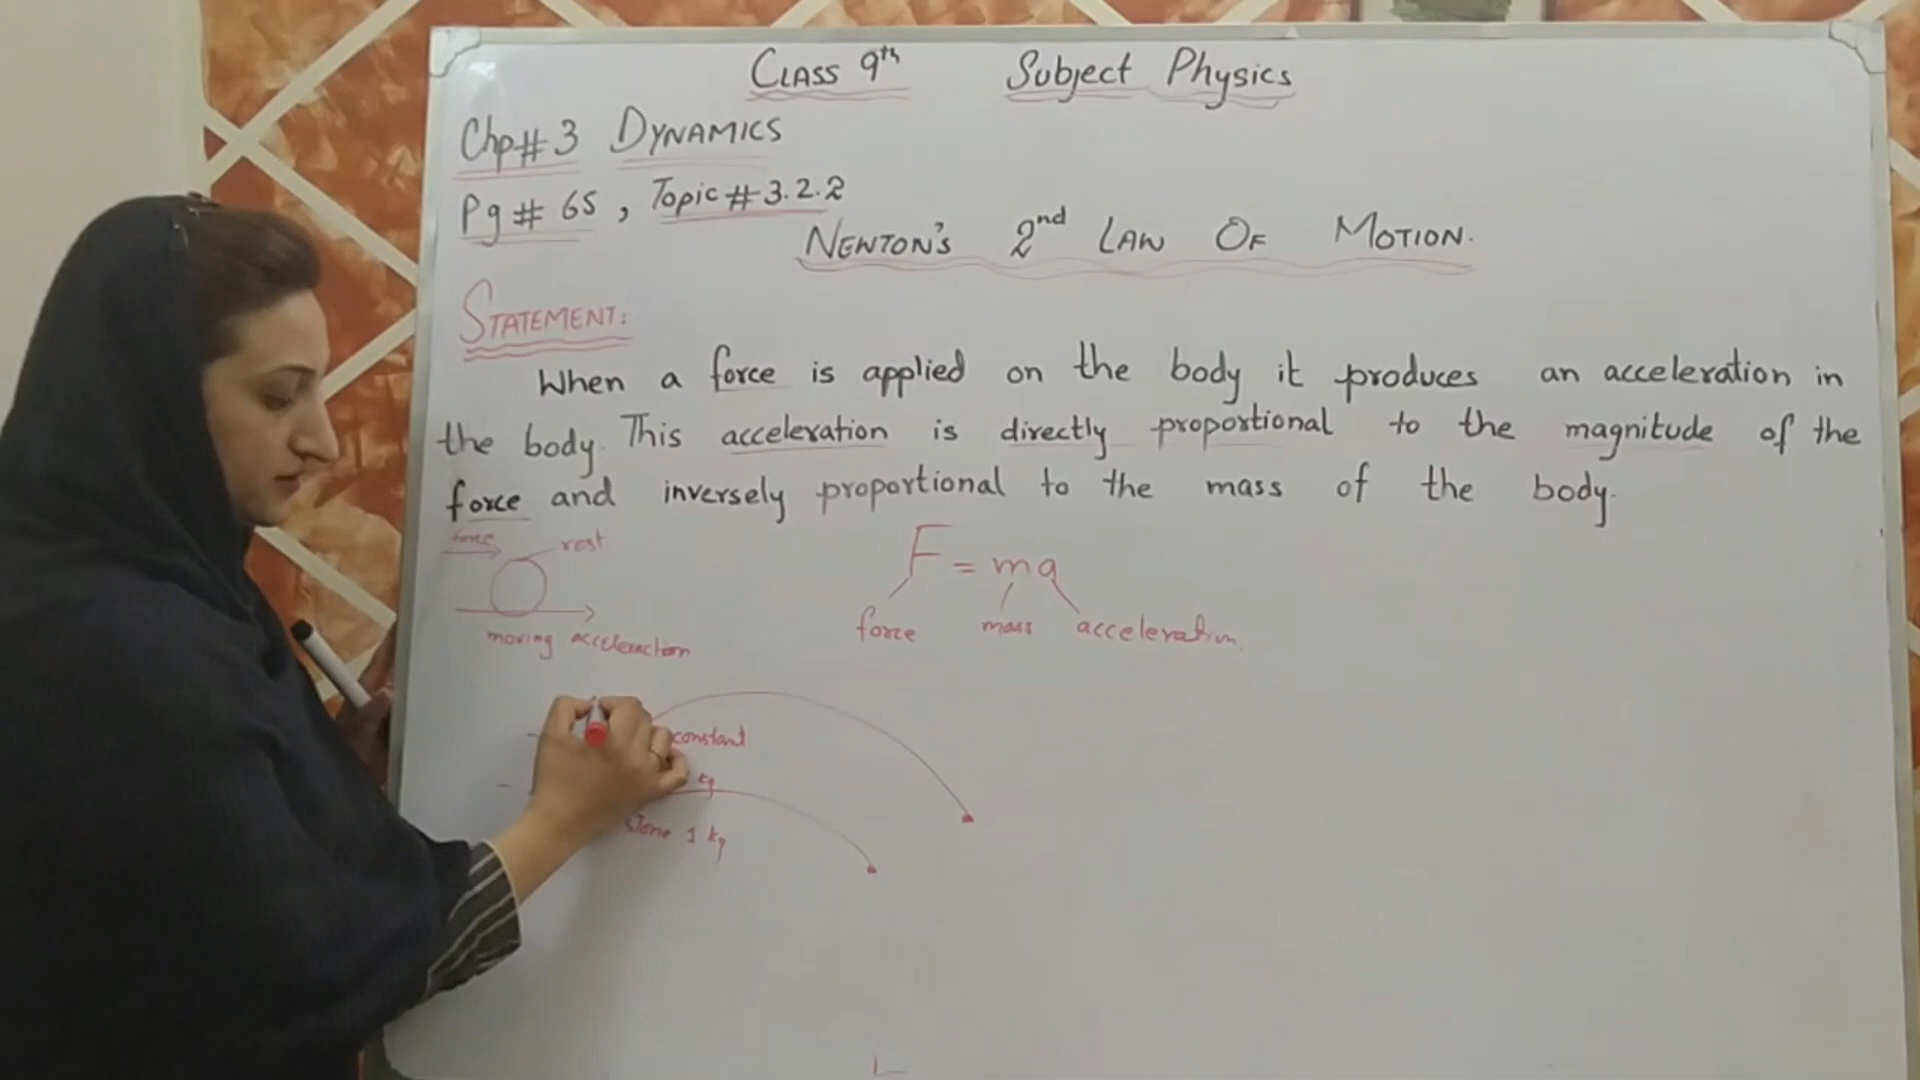 CLASS 9th Subject Physics
Chp# 3 DYNAMICS
Pg # 65 , Topic # 3.2.2
NEWTON'S 2nd LAW OF MOTION.
STATEMENT:
When a force is applied on the body it produces an acceleration in
the body. This acceleration is directly proportional to the magnitude of the
force and inversely proportional to the mass of the body.
force rest
F = ma
force mass acceleration.
moving acceleraction
constant
kg
stone 1 kg